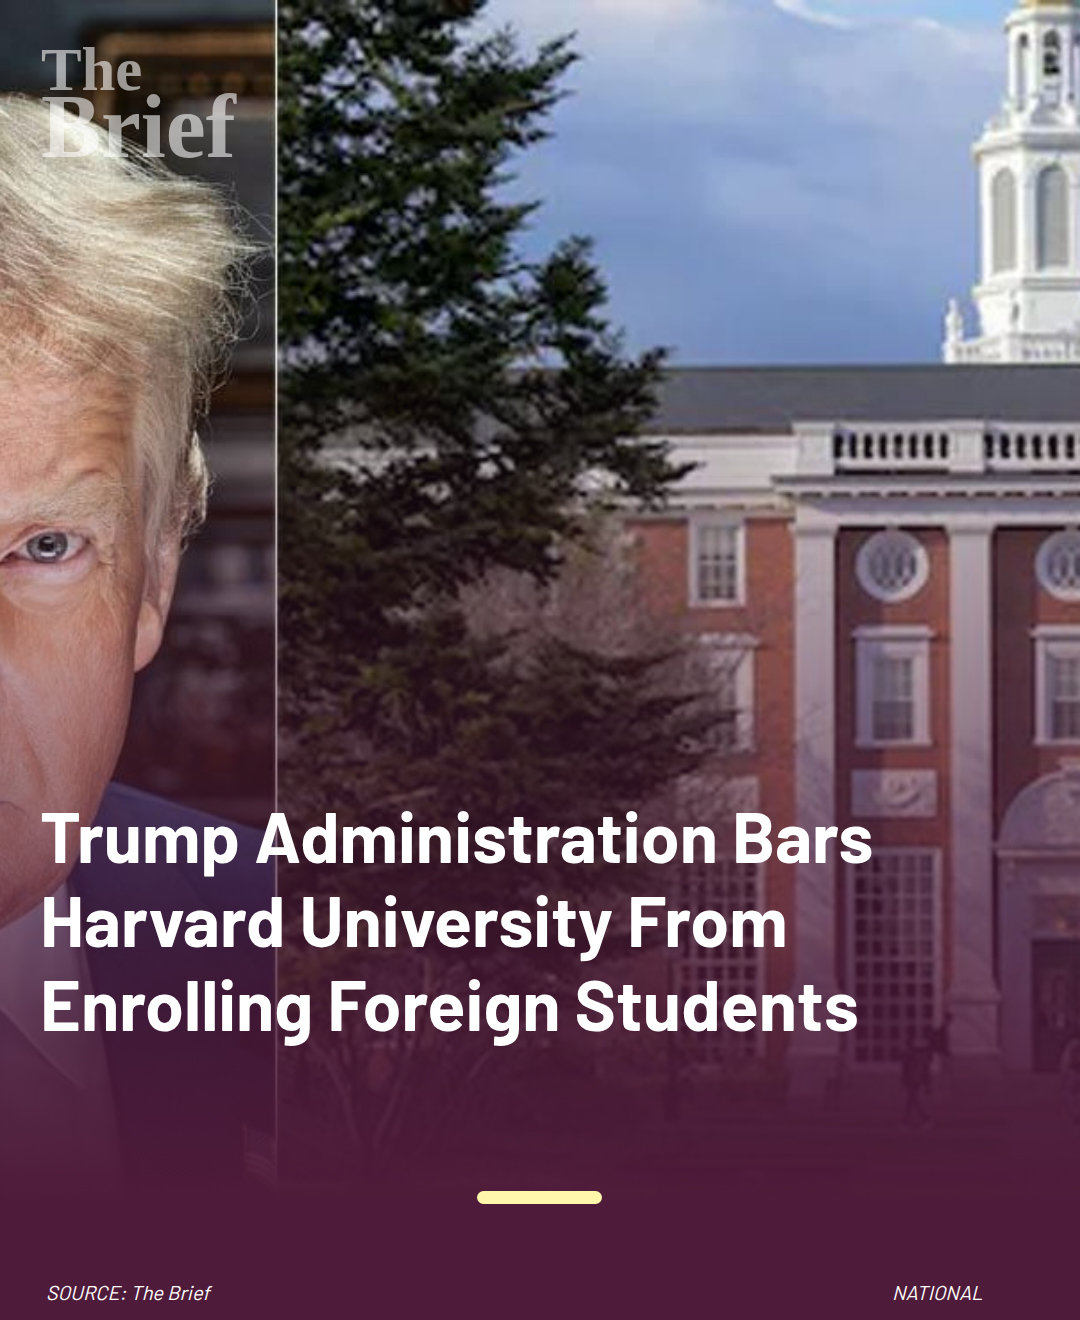 The
Brief
Trump Administration Bars
Harvard University From
Enrolling Foreign Students
SOURCE: The Brief
NATIONAL